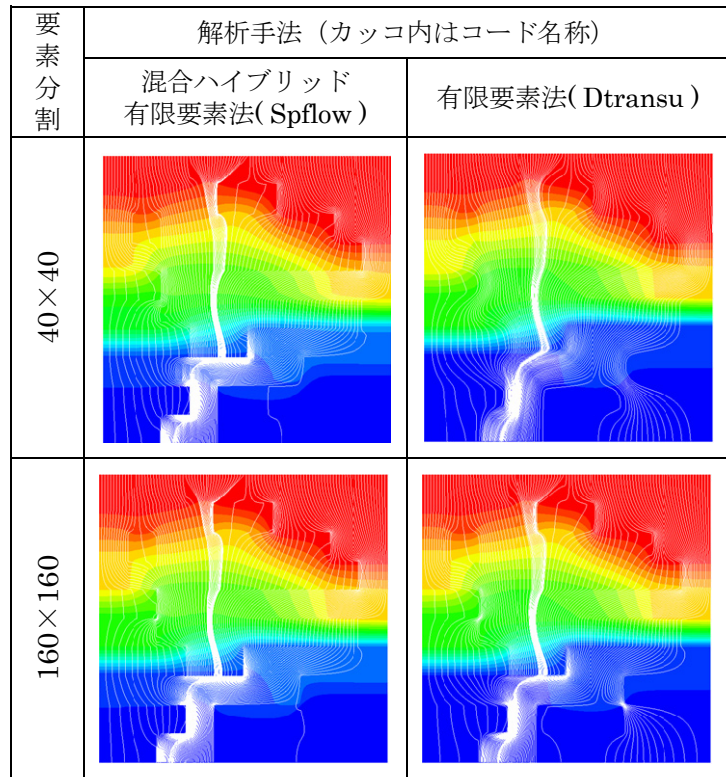 要素分割
解析手法（カッコ内はコード名称）
混合ハイブリッド
有限要素法( Spflow )
有限要素法( Dtransu )
40×40
160×160